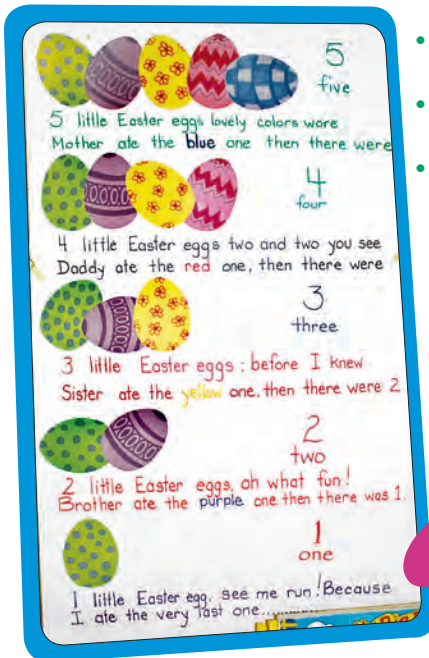 5
five
5 little Easter eggs lovely colors wore
Mother ate the blue one then there were
4
four
4 little Easter eggs two and two you see
Daddy ate the red one, then there were
3
three
3 little Easter eggs : before I knew
Sister ate the yellow one, then there were 2
2
two
2 little Easter eggs, oh what fun!
Brother ate the purple one then there was 1.
1
one
1 little Easter egg, see me run! Because
I ate the very last one..........